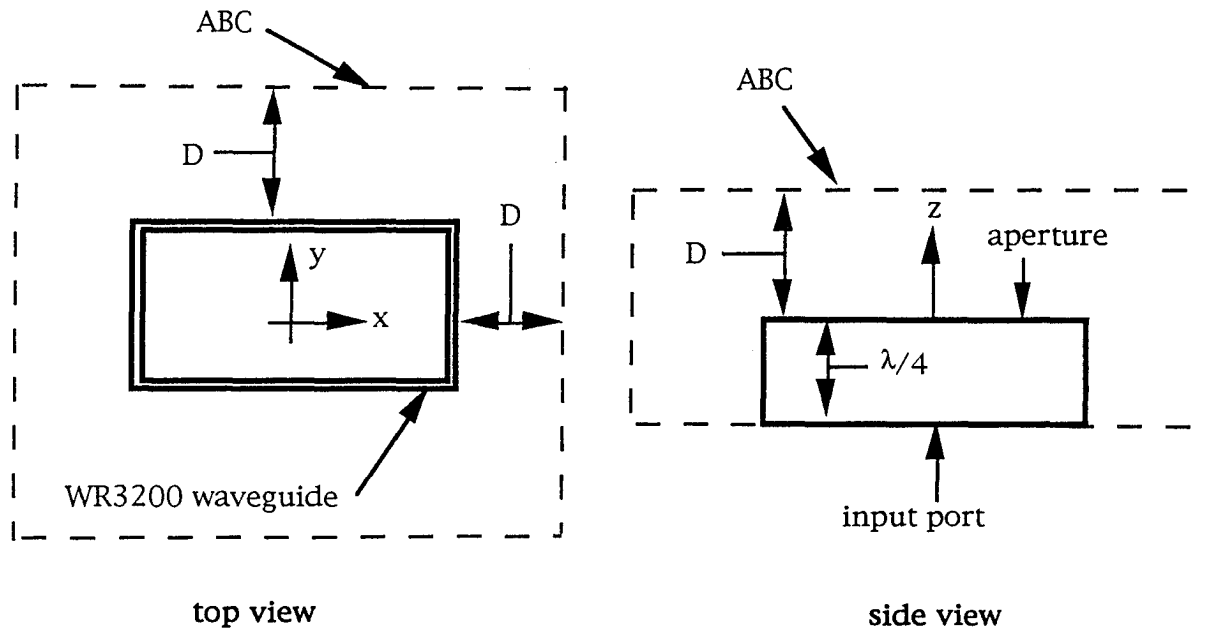 ABC
D
D
y
x
WR3200 waveguide
top view
ABC
z
D
aperture
λ/4
input port
side view